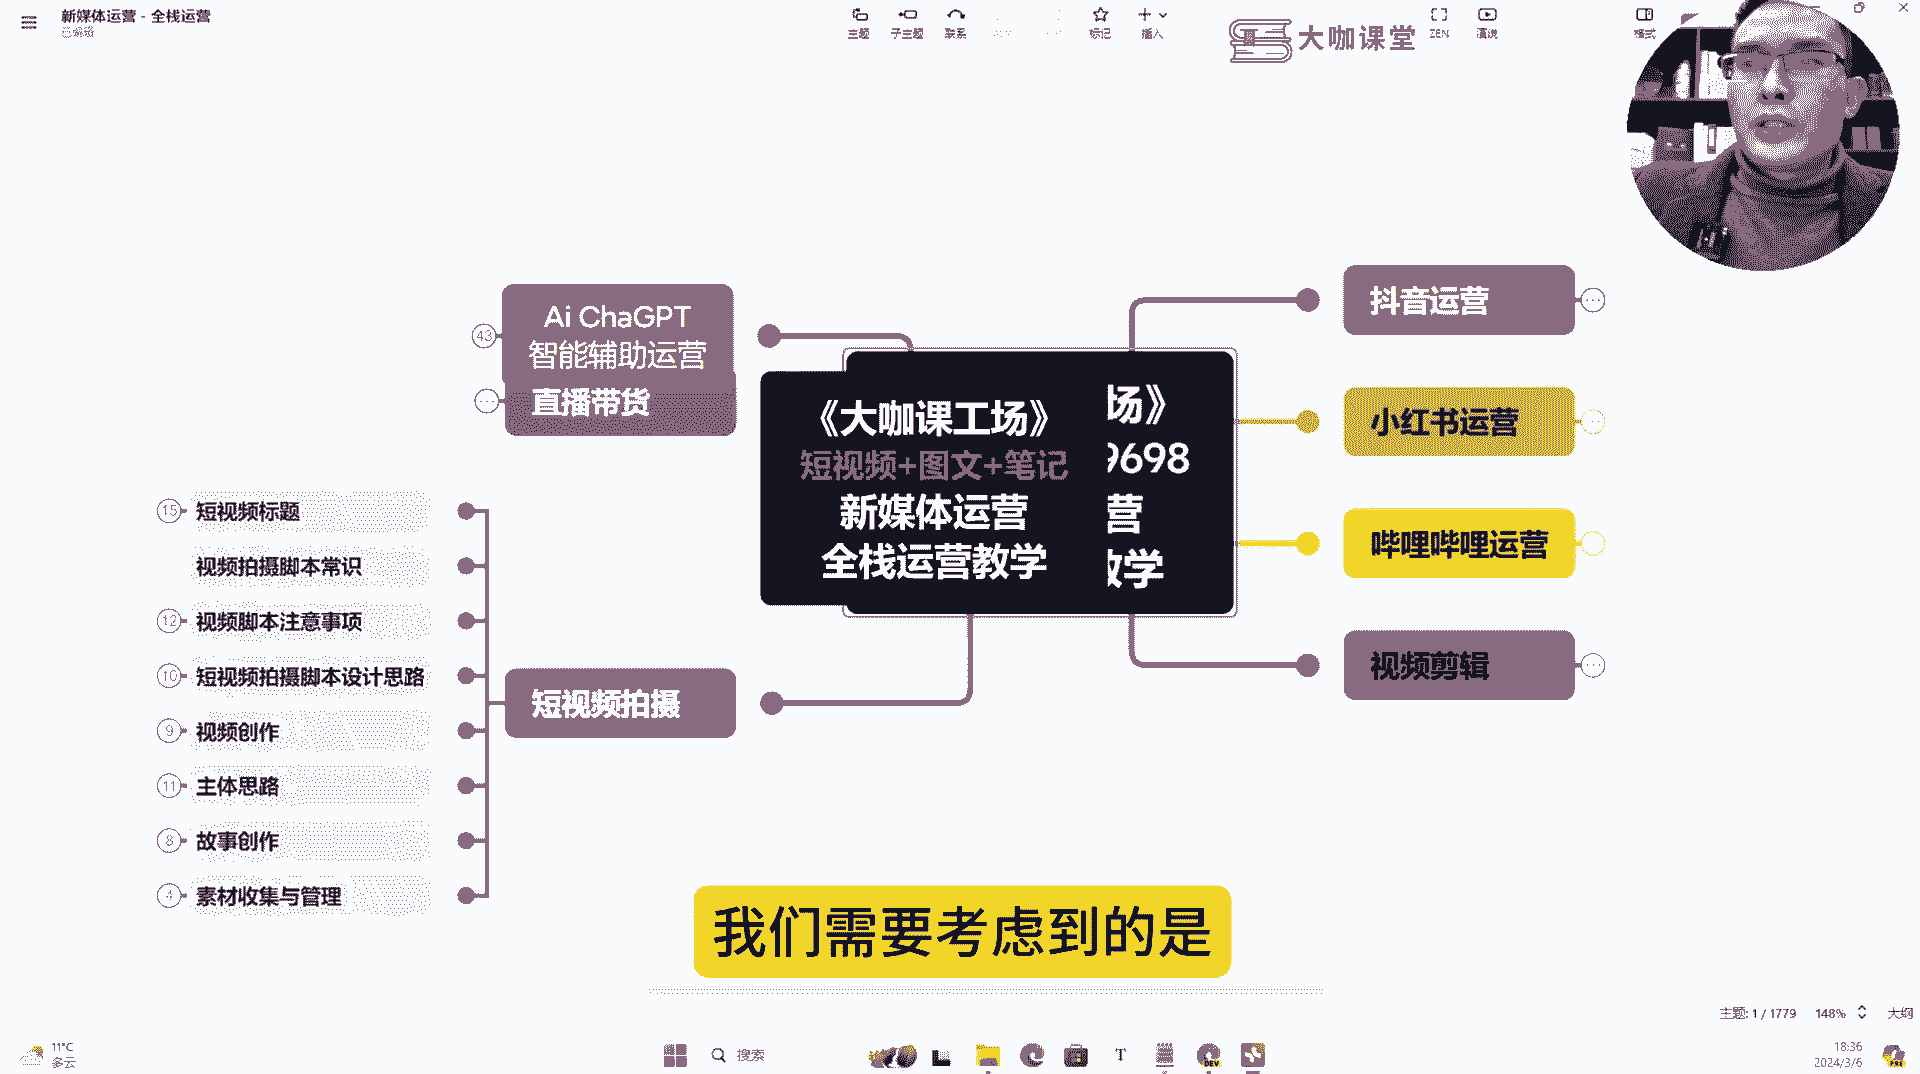 新媒体运营 - 全栈运营
已编辑
主题
子主题
联系
标记
插入
大咖课堂
ZEN
演说
格式
Ai ChaGPT
智能辅助运营
43
直播带货
《大咖课工场》
短视频+图文+笔记
新媒体运营
全栈运营教学
场》
9698
营
教学
抖音运营
小红书运营
哔哩哔哩运营
视频剪辑
短视频拍摄
15
短视频标题
视频拍摄脚本常识
12
视频脚本注意事项
10
短视频拍摄脚本设计思路
9
视频创作
11
主体思路
8
故事创作
4
素材收集与管理
我们需要考虑到的是
主题: 1 / 1779
148%
大纲
11°C
多云
搜索
T
DEV
18:36
2024/3/6
PRE